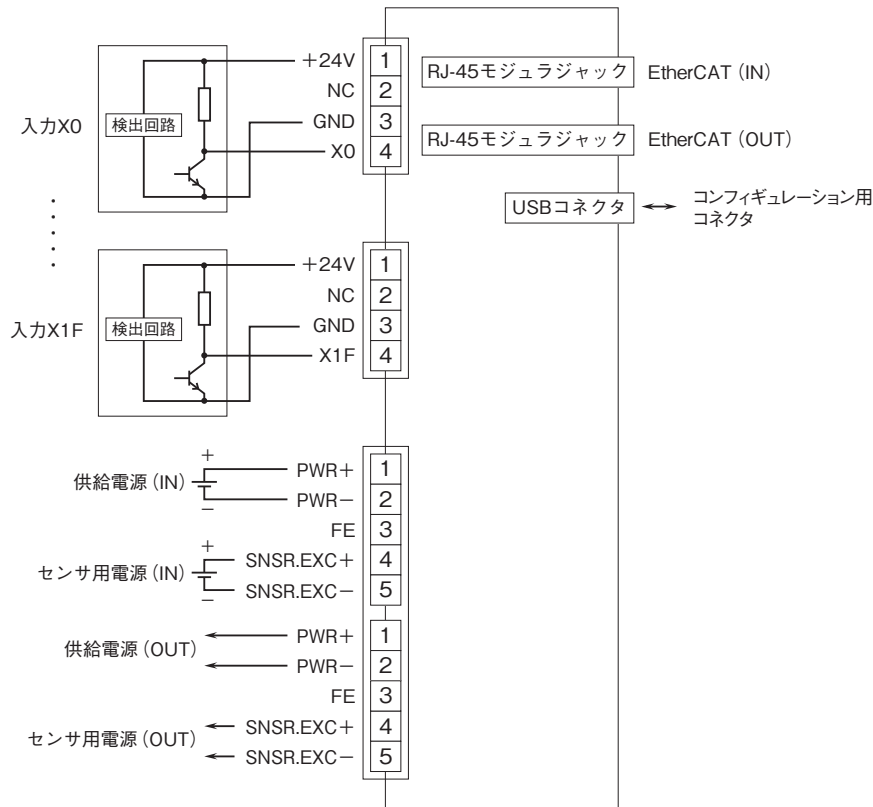 +24V
1
NC
2
入力X0
検出回路
GND
3
X0
4
RJ-45モジュラジャック
EtherCAT (IN)
RJ-45モジュラジャック
EtherCAT (OUT)
USBコネクタ
コンフィギュレーション用
コネクタ
+24V
1
NC
2
入力X1F
検出回路
GND
3
X1F
4
供給電源 (IN)
+
−
PWR+
1
PWR−
2
FE
3
センサ用電源 (IN)
+
−
SNSR.EXC+
4
SNSR.EXC−
5
供給電源 (OUT)
PWR+
1
PWR−
2
FE
3
センサ用電源 (OUT)
SNSR.EXC+
4
SNSR.EXC−
5